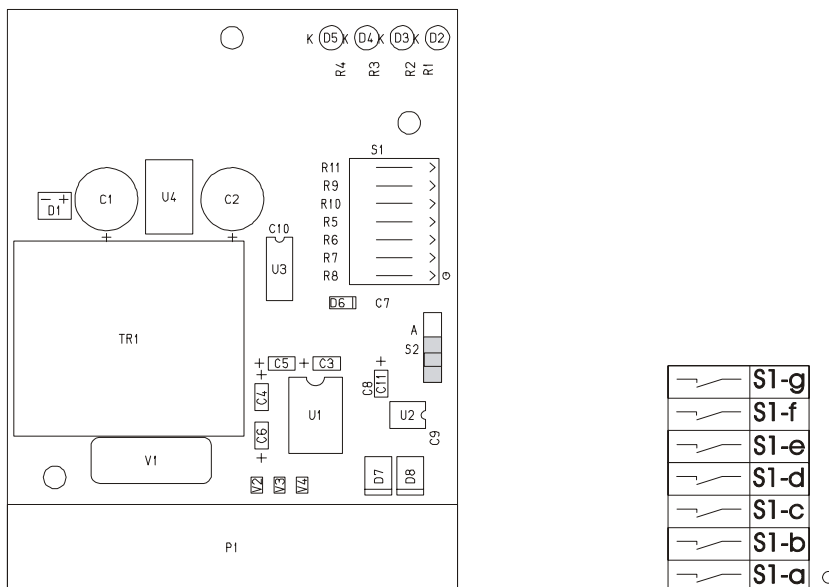 K D5 K D4 K D3 K D2
R4 R3 R2 R1
S1
R11
R9
R10
R5
R6
R7
R8
- +
D1
C1
U4
C2
+ +
C10
U3
TR1
D6 C7
A
S2
+ C5 + C3
+
C4
C6
+
U1
+
C8 C11
U2
C9
V1
V2 V3 V4
D7 D8
P1
S1-g
S1-f
S1-e
S1-d
S1-c
S1-b
S1-a